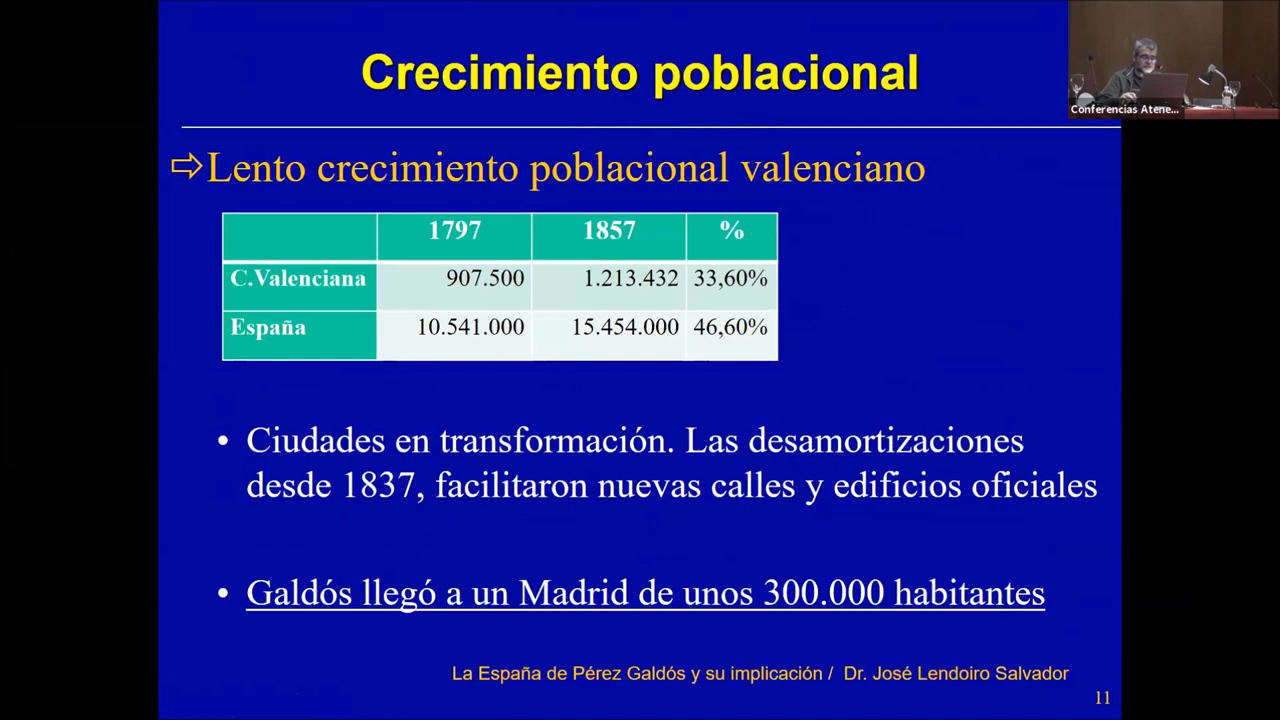 Crecimiento poblacional
Conferencias Atene...
⇨Lento crecimiento poblacional valenciano
1797 1857 %
C.Valenciana 907.500 1.213.432 33,60%
España 10.541.000 15.454.000 46,60%
• Ciudades en transformación. Las desamortizaciones
desde 1837, facilitaron nuevas calles y edificios oficiales
• Galdós llegó a un Madrid de unos 300.000 habitantes
La España de Pérez Galdós y su implicación / Dr. José Lendoiro Salvador
11